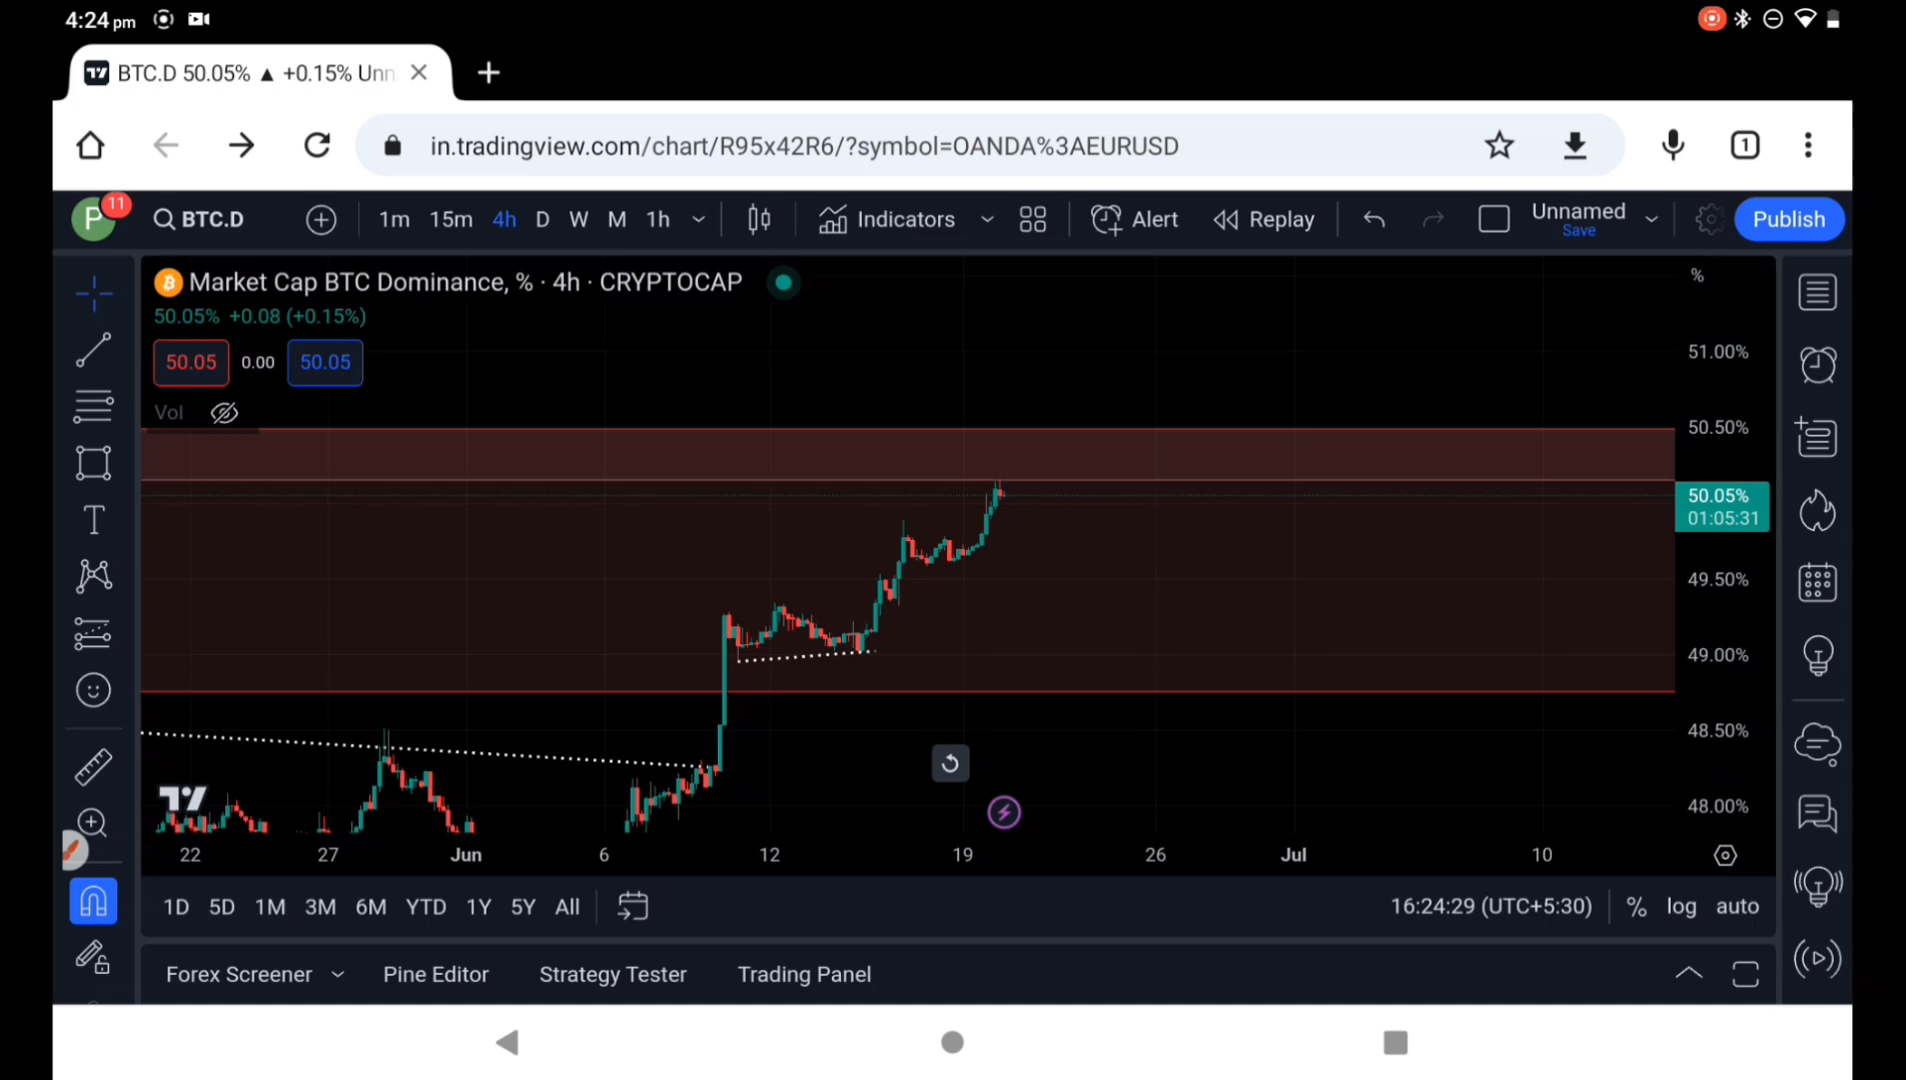 4:24 pm
BTC.D 50.05% ▲ +0.15% Unn
in.tradingview.com/chart/R95x42R6/?symbol=OANDA%3AEURUSD
1
P 11 BTC.D 1m 15m 4h D W M 1h Indicators Alert Replay Unnamed Publish
Save
Market Cap BTC Dominance, % · 4h · CRYPTOCAP
%
50.05% +0.08 (+0.15%)
50.05 0.00 50.05
51.00%
Vol
50.50%
50.05%
01:05:31
49.50%
49.00%
48.50%
48.00%
22 27 Jun 6 12 19 26 Jul 10
1D 5D 1M 3M 6M YTD 1Y 5Y All 16:24:29 (UTC+5:30) % log auto
Forex Screener Pine Editor Strategy Tester Trading Panel